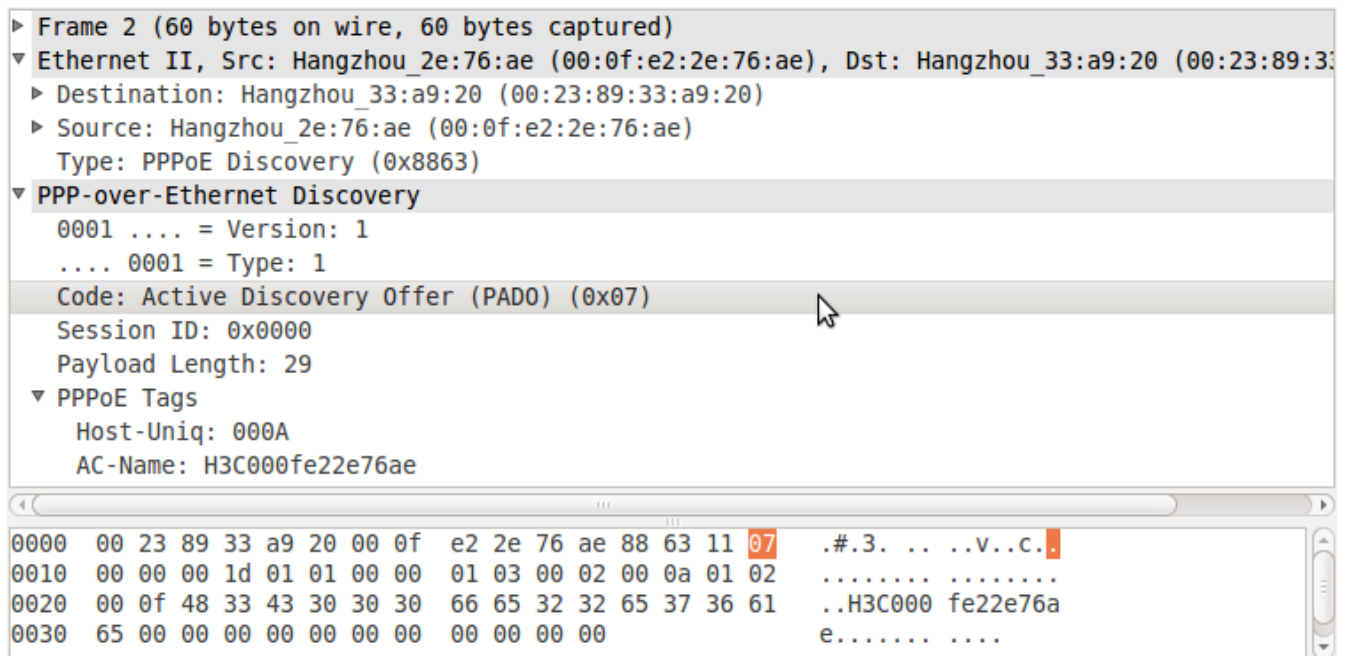 Frame 2 (60 bytes on wire, 60 bytes captured)
Ethernet II, Src: Hangzhou_2e:76:ae (00:0f:e2:2e:76:ae), Dst: Hangzhou_33:a9:20 (00:23:89:33
Destination: Hangzhou_33:a9:20 (00:23:89:33:a9:20)
Source: Hangzhou_2e:76:ae (00:0f:e2:2e:76:ae)
Type: PPPoE Discovery (0x8863)
PPP-over-Ethernet Discovery
0001 .... = Version: 1
.... 0001 = Type: 1
Code: Active Discovery Offer (PADO) (0x07)
Session ID: 0x0000
Payload Length: 29
PPPoE Tags
Host-Uniq: 000A
AC-Name: H3C000fe22e76ae
0000  00 23 89 33 a9 20 00 0f  e2 2e 76 ae 88 63 11 07   .#.3. .. ..v..c..
0010  00 00 00 1d 01 01 00 00  01 03 00 02 00 0a 01 02   ........ ........
0020  00 0f 48 33 43 30 30 30  66 65 32 32 65 37 36 61   ..H3C000 fe22e76a
0030  65 00 00 00 00 00 00 00  00 00 00 00               e....... ....